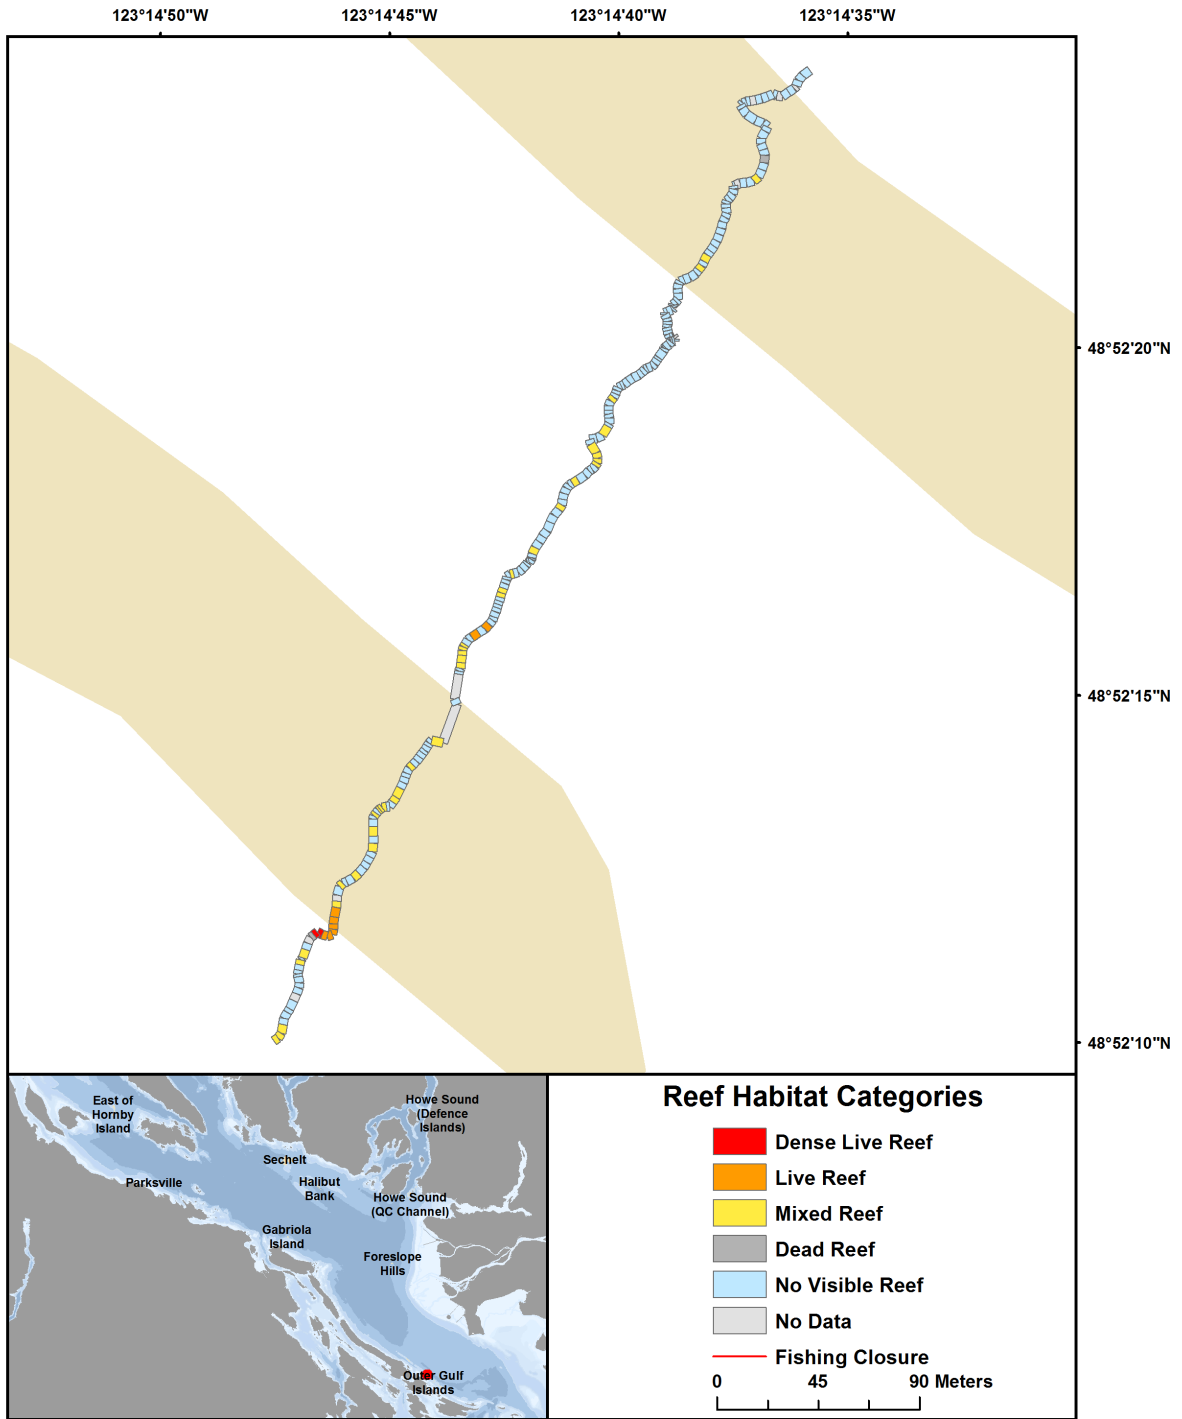 123°14'50"W 123°14'45"W 123°14'40"W 123°14'35"W
48°52'20"N
48°52'15"N
48°52'10"N
East of
Hornby
Island
Howe Sound
(Defence
Islands)
Sechelt
Parksville
Halibut
Bank
Howe Sound
(QC Channel)
Gabriola
Island
Foreslope
Hills
Outer Gulf
Islands
Reef Habitat Categories
Dense Live Reef
Live Reef
Mixed Reef
Dead Reef
No Visible Reef
No Data
Fishing Closure
0 45 90 Meters